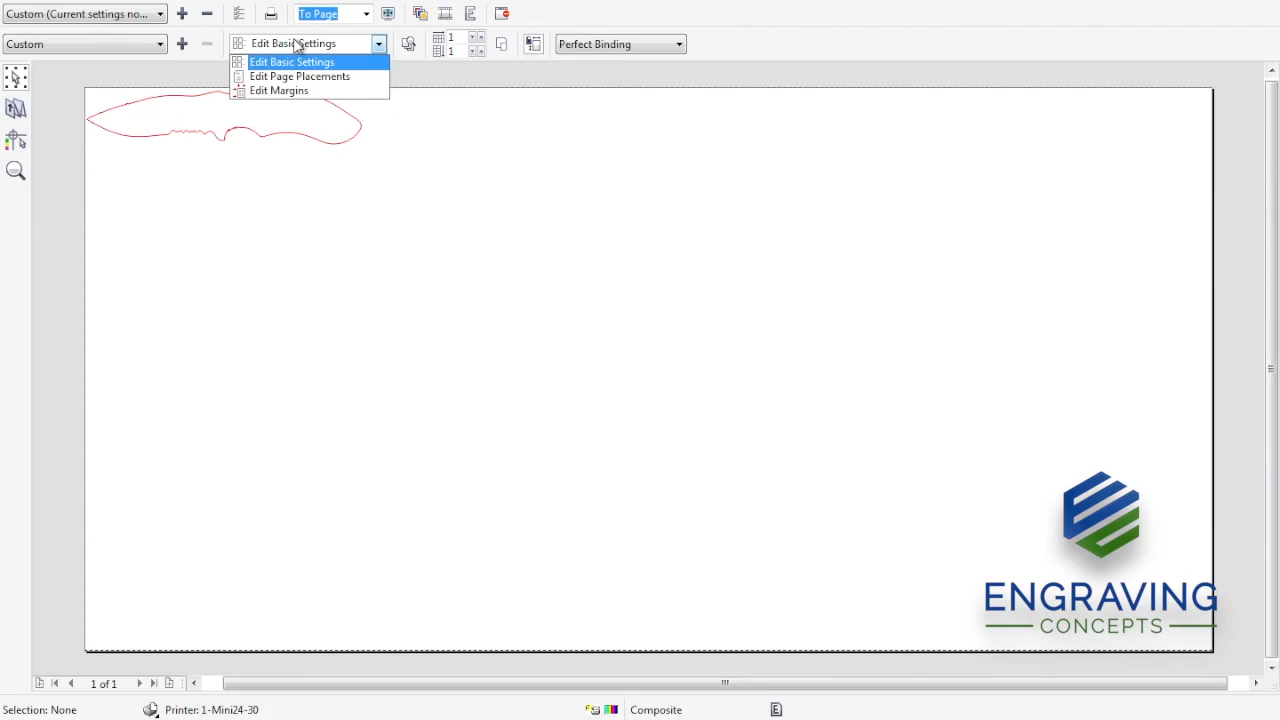 Custom (Current settings no...
To Page
Custom
Edit Basic Settings
1
1
Perfect Binding
Edit Basic Settings
Edit Page Placements
Edit Margins
ENGRAVING
CONCEPTS
1 of 1
Selection: None
Printer: 1-Mini24-30
Composite